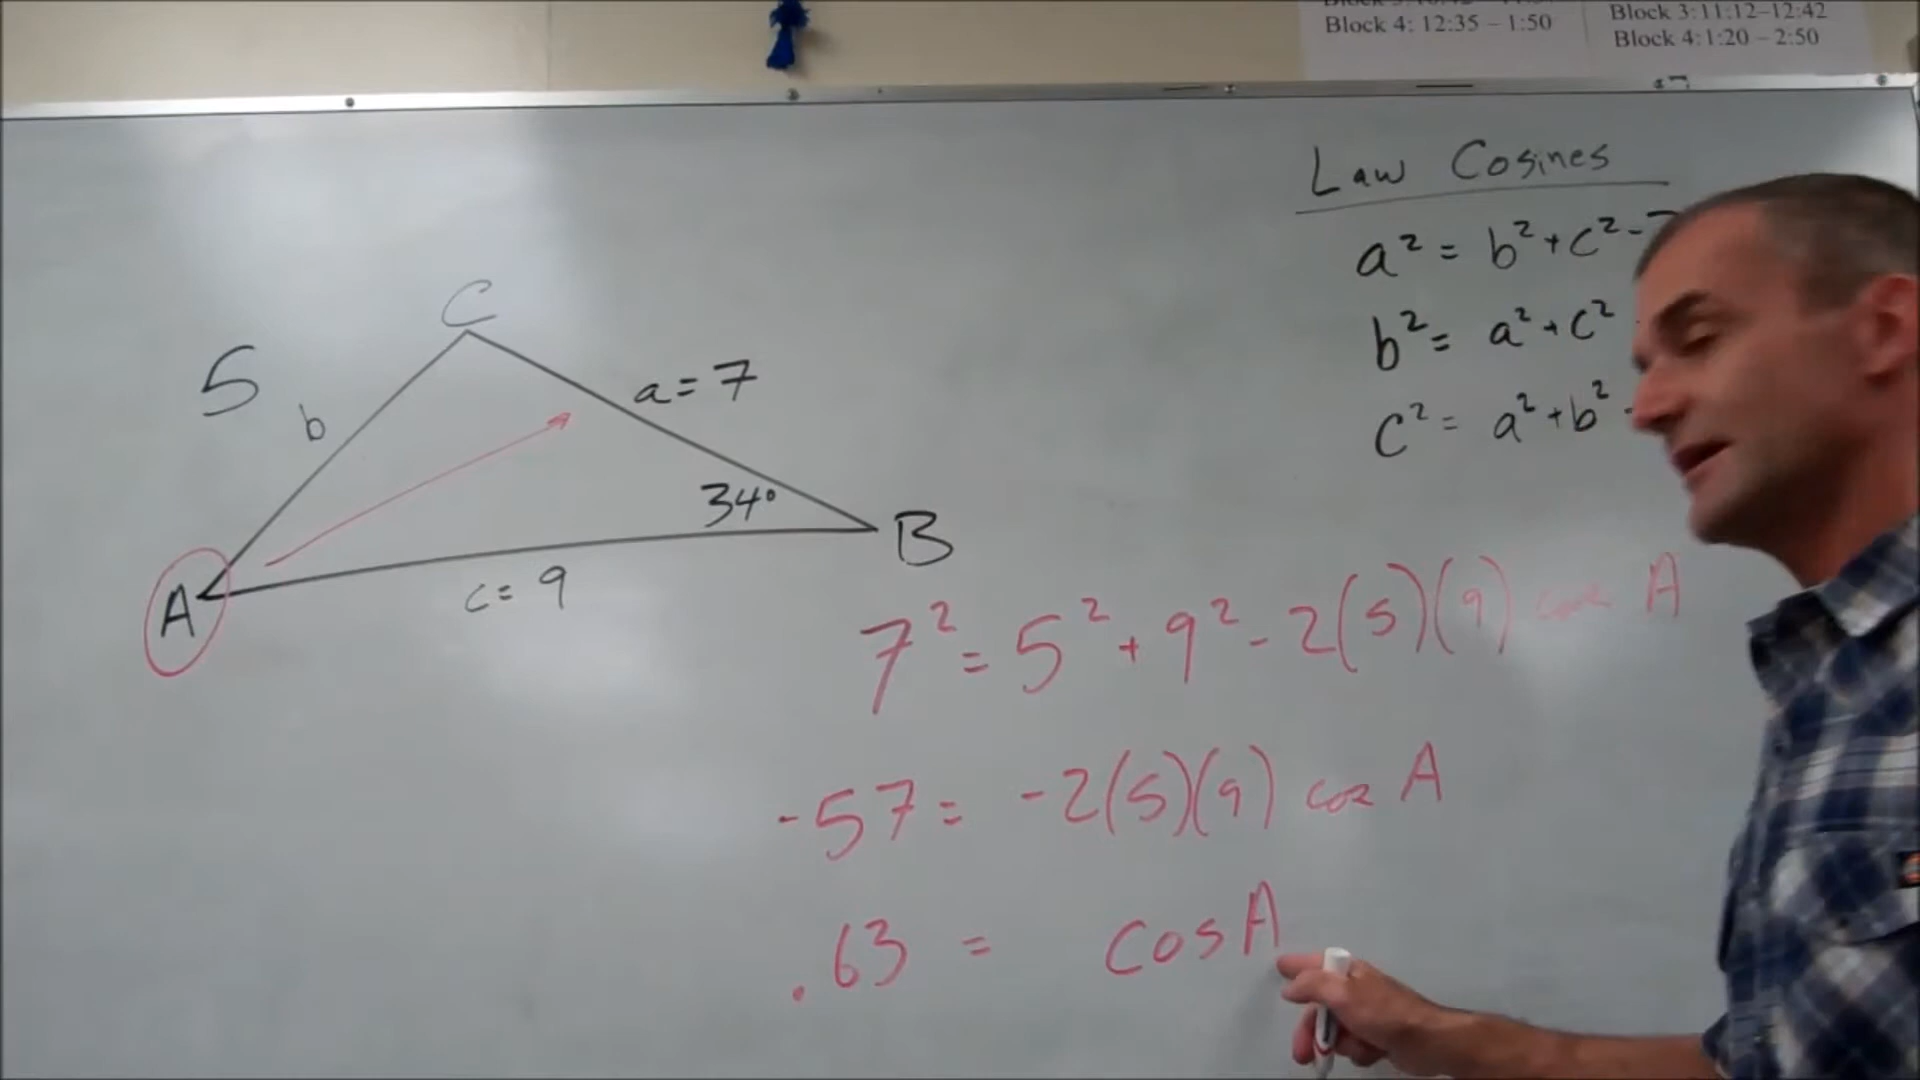 Block 4: 12:35 – 1:50
Block 3:11:12–12:42
Block 4:1:20 – 2:50
Law Cosines
a² = b² + c² -
b² = a² + c²
c² = a² + b² -
C
5
b
a = 7
34°
B
A
c = 9
7² = 5² + 9² - 2(5)(9) cos A
-57 = -2(5)(9) cos A
.63 = cos A